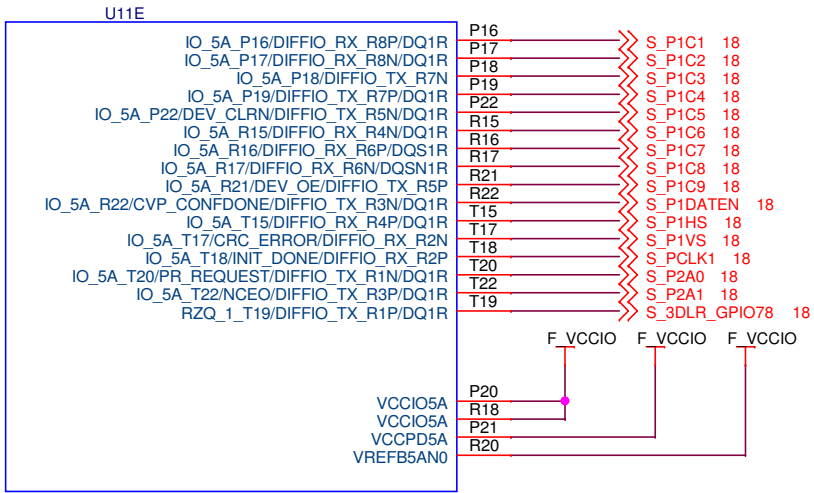 U11E
IO_5A_P16/DIFFIO_RX_R8P/DQ1R P16 S_P1C1 18
IO_5A_P17/DIFFIO_RX_R8N/DQ1R P17 S_P1C2 18
IO_5A_P18/DIFFIO_TX_R7N P18 S_P1C3 18
IO_5A_P19/DIFFIO_TX_R7P/DQ1R P19 S_P1C4 18
IO_5A_P22/DEV_CLRN/DIFFIO_TX_R5N/DQ1R P22 S_P1C5 18
IO_5A_R15/DIFFIO_RX_R4N/DQ1R R15 S_P1C6 18
IO_5A_R16/DIFFIO_RX_R6P/DQS1R R16 S_P1C7 18
IO_5A_R17/DIFFIO_RX_R6N/DQSN1R R17 S_P1C8 18
IO_5A_R21/DEV_OE/DIFFIO_TX_R5P R21 S_P1C9 18
IO_5A_R22/CVP_CONFDONE/DIFFIO_TX_R3N/DQ1R R22 S_P1DATEN 18
IO_5A_T15/DIFFIO_RX_R4P/DQ1R T15 S_P1HS 18
IO_5A_T17/CRC_ERROR/DIFFIO_RX_R2N T17 S_P1VS 18
IO_5A_T18/INIT_DONE/DIFFIO_RX_R2P T18 S_PCLK1 18
IO_5A_T20/PR_REQUEST/DIFFIO_TX_R1N/DQ1R T20 S_P2A0 18
IO_5A_T22/NCEO/DIFFIO_TX_R3P/DQ1R T22 S_P2A1 18
RZQ_1_T19/DIFFIO_TX_R1P/DQ1R T19 S_3DLR_GPIO78 18
F_VCCIO F_VCCIO F_VCCIO
VCCIO5A P20
VCCIO5A R18
VCCPD5A P21
VREFB5AN0 R20